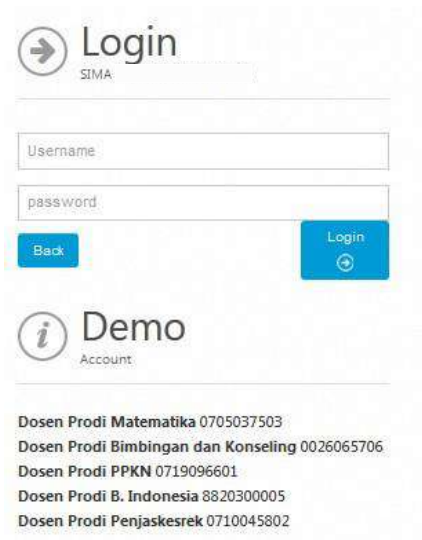 Login
SIMA
Username
password
Back
Login
Demo
Account
Dosen Prodi Matematika 0705037503
Dosen Prodi Bimbingan dan Konseling 0026065706
Dosen Prodi PPKN 0719096601
Dosen Prodi B. Indonesia 8820300005
Dosen Prodi Penjaskesrek 0710045802